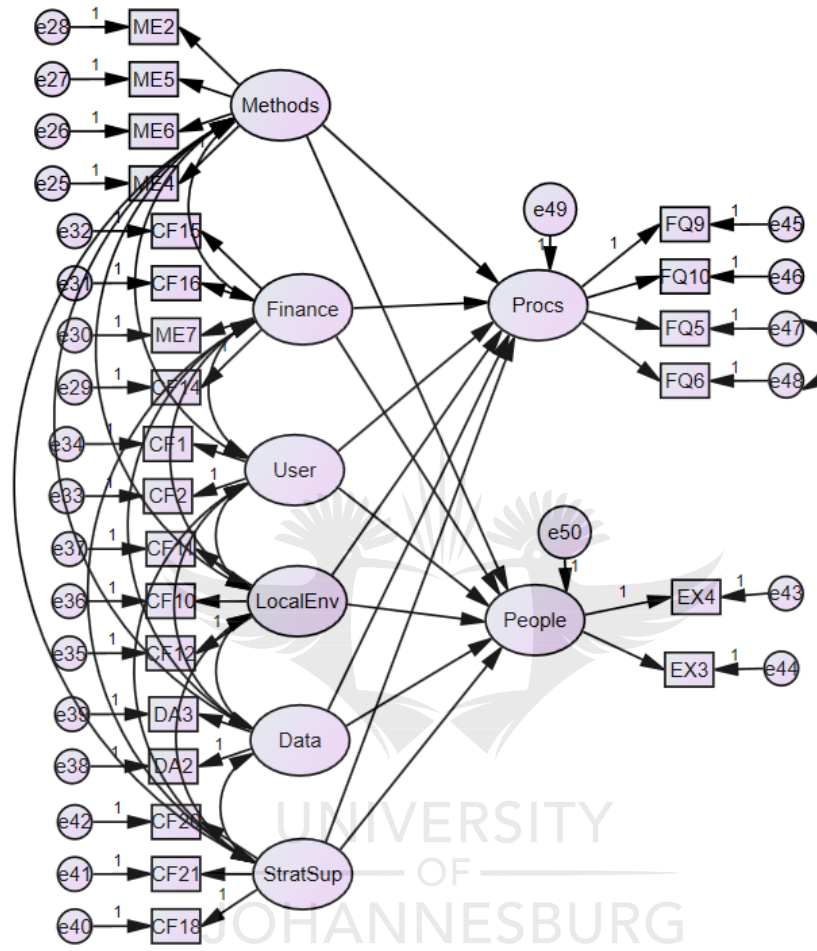 e28 1 ME2
e27 1 ME5
Methods
e26 1 ME6
e25 1 ME4
1
e32 1 CF15
e49
FQ9 1 e45
e31 1 CF16
1
1
FQ10 1 e46
Finance
Procs
e30 1 ME7
FQ5 1 e47
e29 1 CF14
1
FQ6 1 e48
e34 1 CF1
User
e33 1 CF2
1
e50
e37 1 CF11
1
e36 1 CF10
LocalEnv
1
EX4 1 e43
People
e35 1 CF12
1
EX3 1 e44
e39 1 DA3
Data
e38 1 DA2
1
e42 1 CF20
UNIVERSITY
e41 1 CF21
StratSup
OF
e40 1 CF18
1
JOHANNESBURG